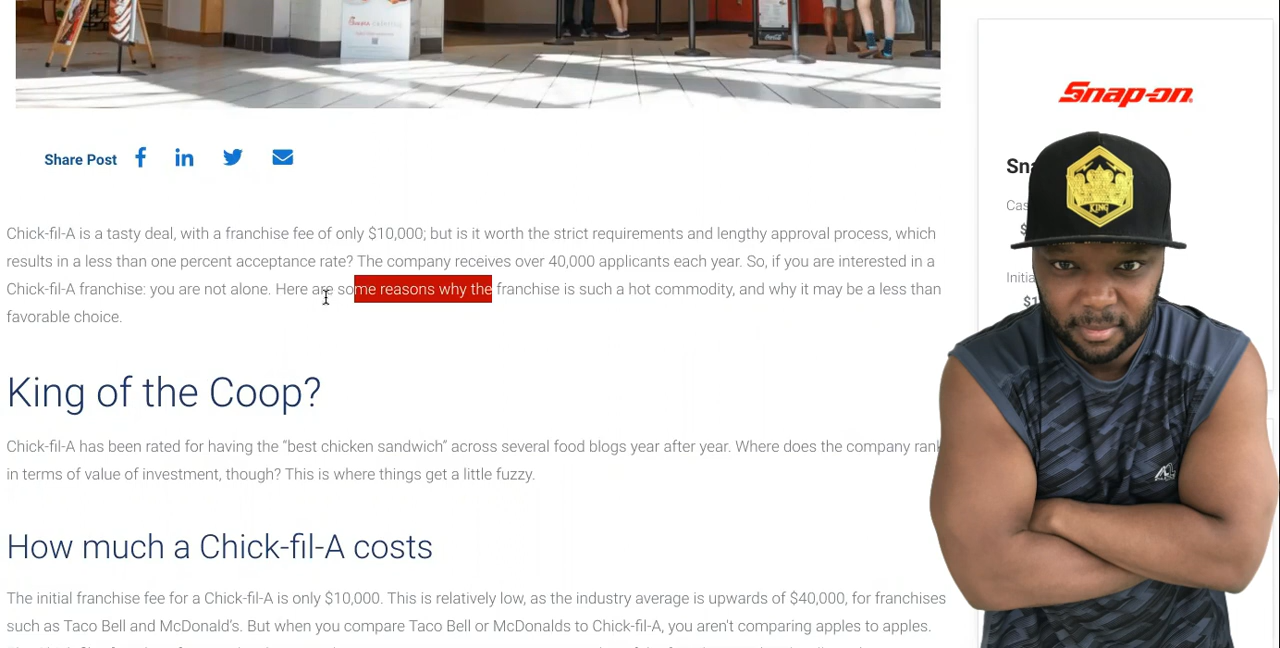 Snap-on
Share Post
Sna
Cas
$
Initia
$1
KING
Chick-fil-A is a tasty deal, with a franchise fee of only $10,000; but is it worth the strict requirements and lengthy approval process, which
results in a less than one percent acceptance rate? The company receives over 40,000 applicants each year. So, if you are interested in a
Chick-fil-A franchise: you are not alone. Here are some reasons why the franchise is such a hot commodity, and why it may be a less than
favorable choice.
King of the Coop?
Chick-fil-A has been rated for having the “best chicken sandwich” across several food blogs year after year. Where does the company rank
in terms of value of investment, though? This is where things get a little fuzzy.
How much a Chick-fil-A costs
The initial franchise fee for a Chick-fil-A is only $10,000. This is relatively low, as the industry average is upwards of $40,000, for franchises
such as Taco Bell and McDonald’s. But when you compare Taco Bell or McDonalds to Chick-fil-A, you aren't comparing apples to apples.